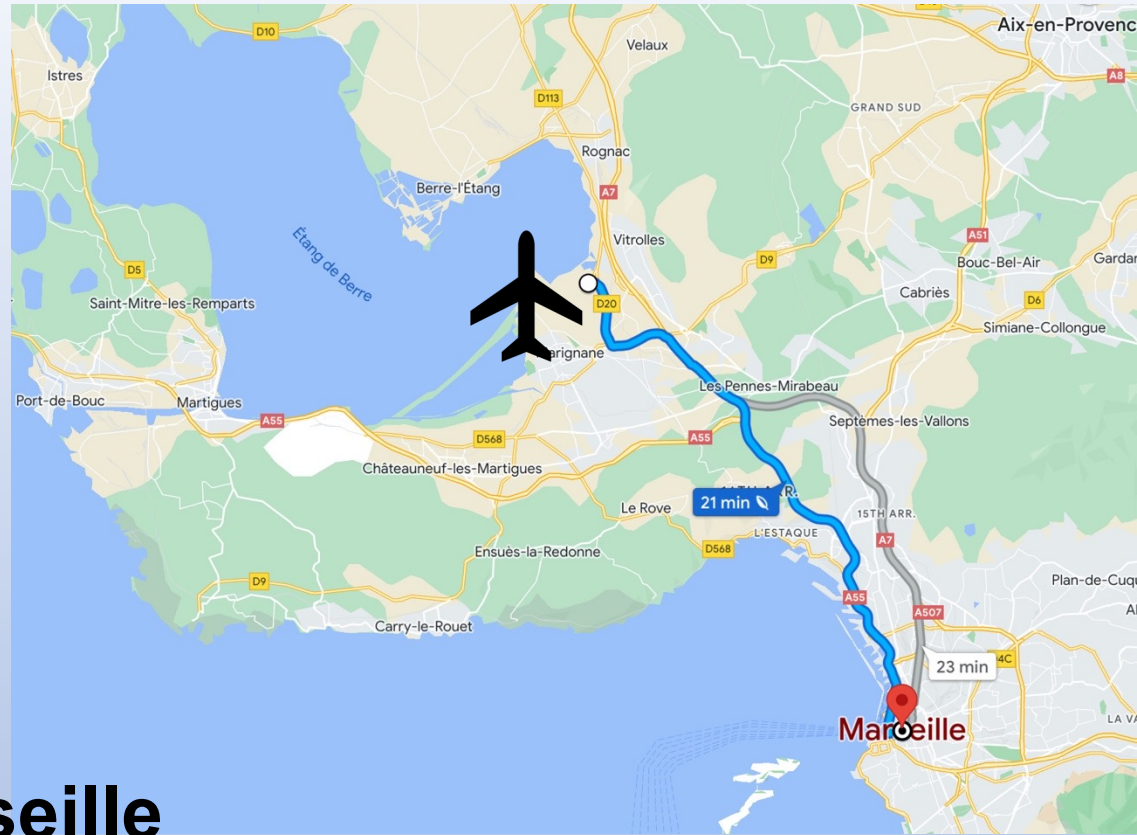 D10
Aix-en-Provenc
Velaux
Istres
A8
D113
GRAND SUD
Rognac
Berre-l'Étang
A7
Vitrolles
Étang de Berre
A51
D9
Bouc-Bel-Air
Gardan
D5
Cabriès
D6
Saint-Mitre-les-Remparts
D20
Simiane-Collongue
arignane
Les Pennes-Mirabeau
Port-de-Bouc
Martigues
A55
Septèmes-les-Vallons
D568
A55
Châteauneuf-les-Martigues
21 min
R.
Le Rove
15TH ARR.
L'ESTAQUE
A7
D568
Ensuès-la-Redonne
D9
Plan-de-Cuqu
A55
A507
Carry-le-Rouet
23 min
4C
LA VA
Marseille
seille